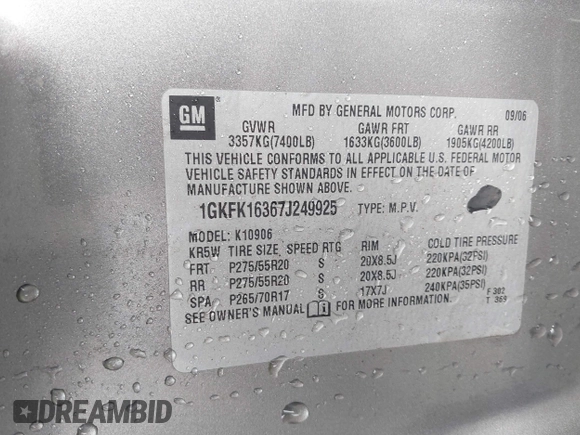 GM
MFD BY GENERAL MOTORS CORP.
09/06
GVWR GAWR FRT GAWR RR
3357KG(7400LB) 1633KG(3600LB) 1905KG(4200LB)
THIS VEHICLE CONFORMS TO ALL APPLICABLE U.S. FEDERAL MOTOR
VEHICLE SAFETY STANDARDS IN EFFECT ON THE DATE OF
MANUFACTURE SHOWN ABOVE.
1GKFK16367J249925 TYPE: M.P.V.
MODEL: K10906
KR5W TIRE SIZE SPEED RTG RIM COLD TIRE PRESSURE
FRT P275/55R20 S 20X8.5J 220KPA(32PSI)
RR P275/55R20 S 20X8.5J 220KPA(32PSI)
SPA P265/70R17 S 17X7J 240KPA(35PSI)
F 302
SEE OWNER'S MANUAL FOR MORE INFORMATION.
T 369
DREAMBID